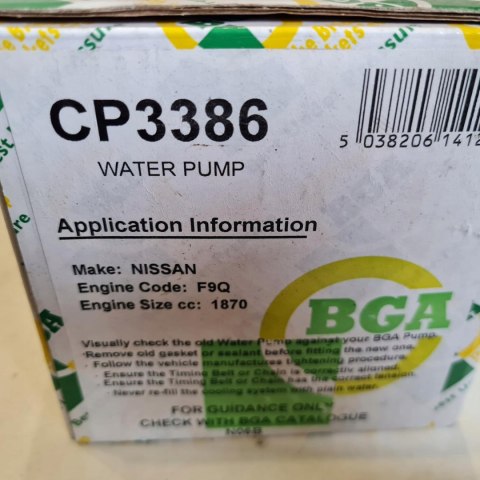 CP3386
WATER PUMP
5 038206 1412
Application Information
Make: NISSAN
Engine Code: F9Q
Engine Size cc: 1870
BGA
Visually check the old Water Pump against your BGA Pump.
Remove old gasket or sealant before fitting the new one.
Follow the vehicle manufactures tightening procedure.
- Ensure the Timing Belt or Chain is correctly aligned.
- Ensure the Timing Belt or Chain has the correct tension.
Never re-fill the cooling system with plain water.
FOR GUIDANCE ONLY
CHECK WITH BGA CATALOGUE